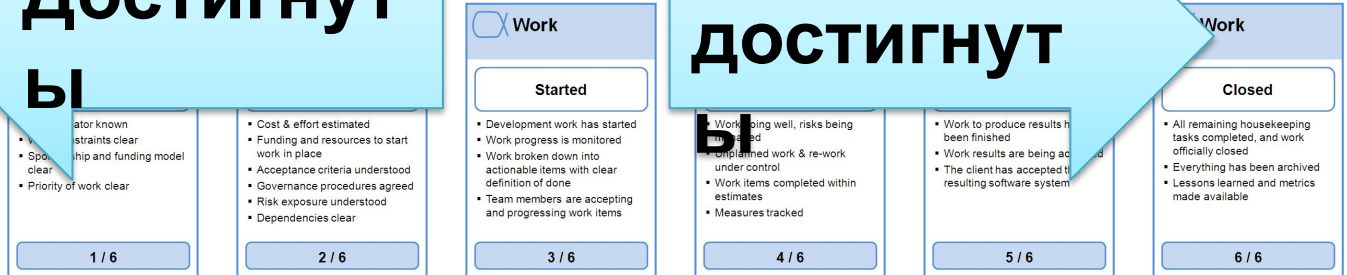 достигнут
ы
достигнут
ы
Work
Work
Started
Closed
ator known
straints clear
ship and funding model
clear
▪ Priority of work clear
1 / 6
▪ Cost & effort estimated
▪ Funding and resources to start
work in place
▪ Acceptance criteria understood
▪ Governance procedures agreed
▪ Risk exposure understood
▪ Dependencies clear
2 / 6
▪ Development work has started
▪ Work progress is monitored
▪ Work broken down into
actionable items with clear
definition of done
▪ Team members are accepting
and progressing work items
3 / 6
going well, risks being
▪ Unplanned work & re-work
under control
▪ Work items completed within
estimates
▪ Measures tracked
4 / 6
▪ Work to produce results
been finished
▪ Work results are being
▪ The client has accepted
resulting software system
5 / 6
▪ All remaining housekeeping
tasks completed, and work
officially closed
▪ Everything has been archived
▪ Lessons learned and metrics
made available
6 / 6